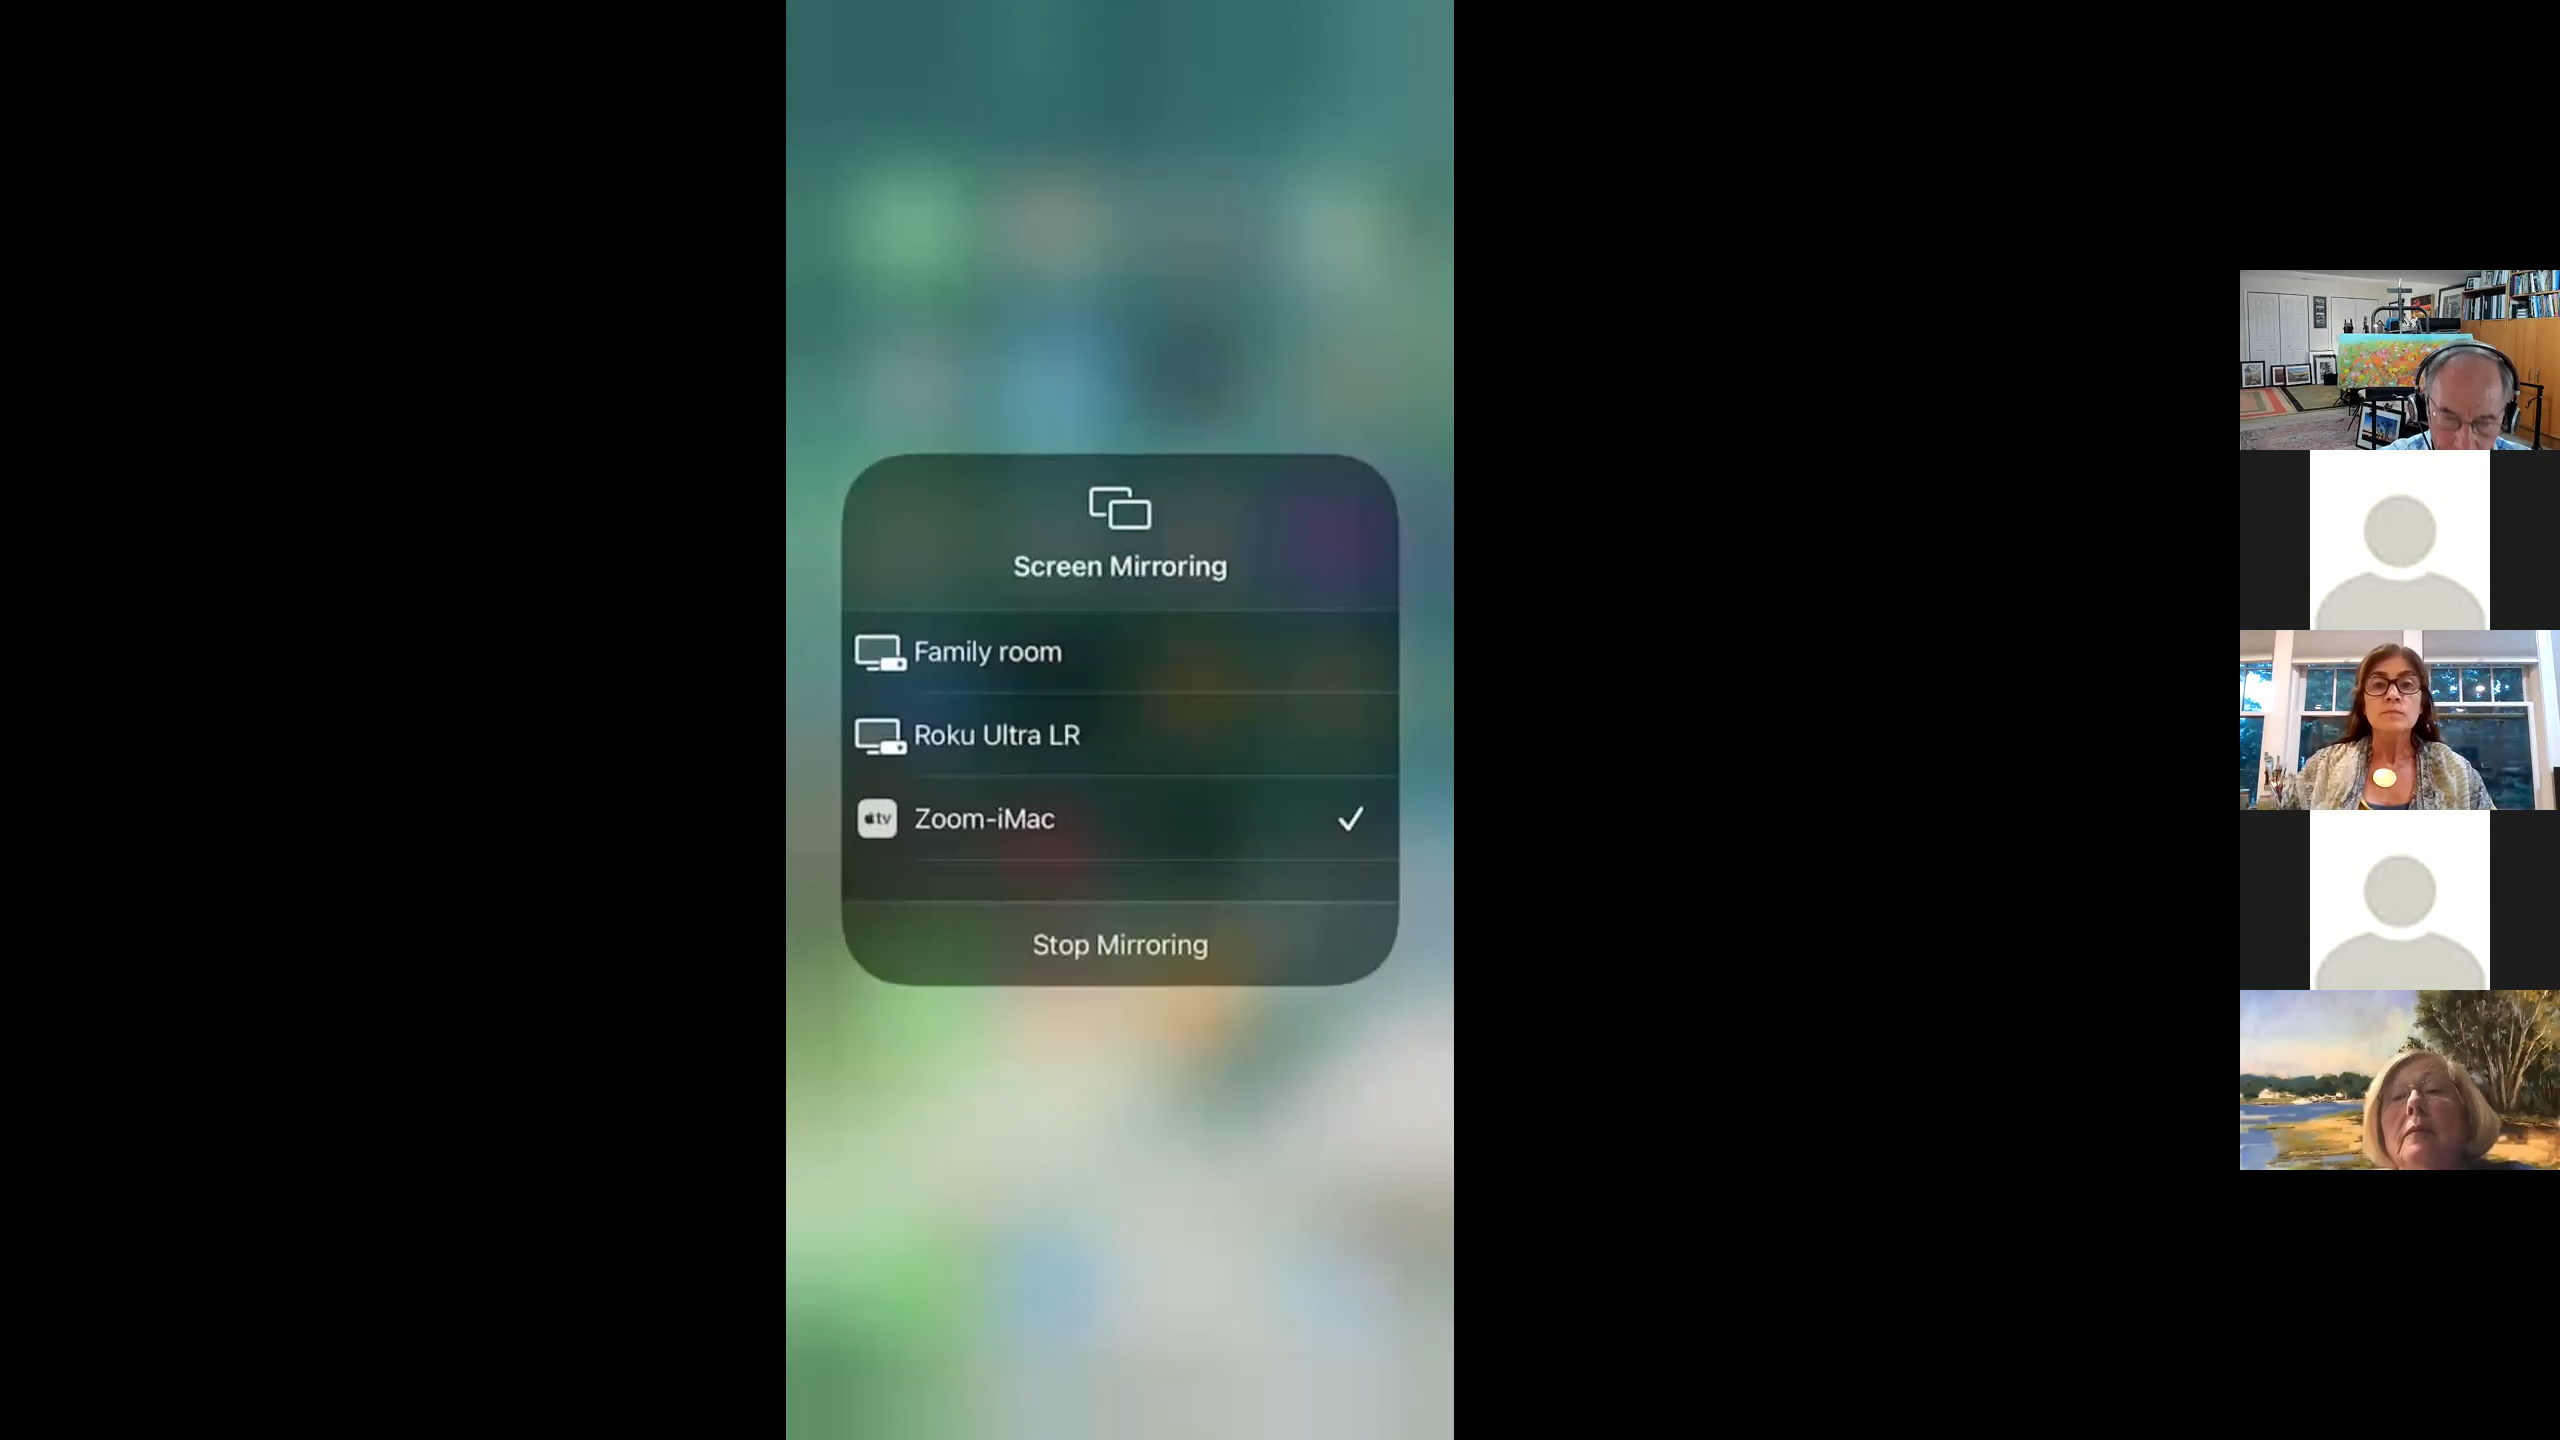 Screen Mirroring
Family room
Roku Ultra LR
tv Zoom-iMac
Stop Mirroring